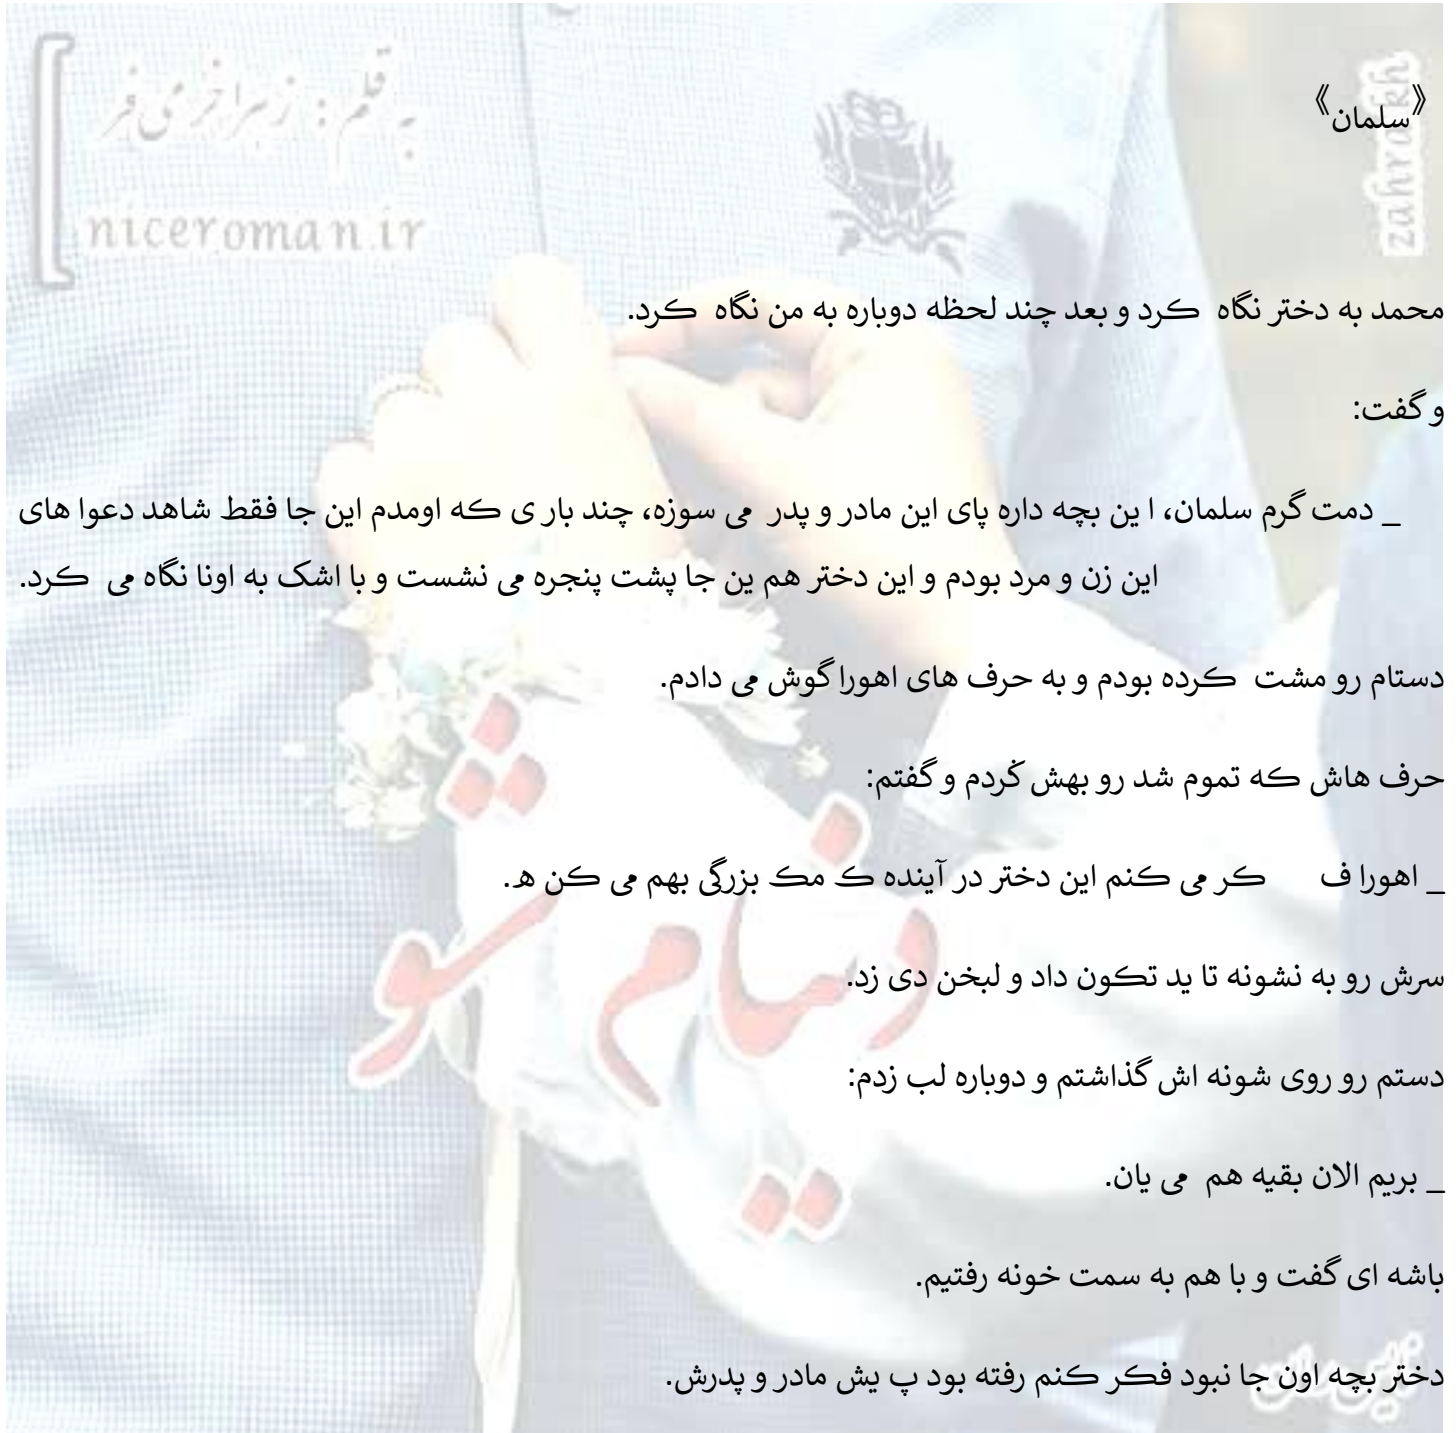 به قلم: زهرا خزی فر
niceroman.ir
zahrakh
《سلمان》
محمد به دختر نگاه کرد و بعد چند لحظه دوباره به من نگاه کرد.
و گفت:
_ دمت گرم سلمان، ا ین بچه داره پای این مادر و پدر می سوزه، چند بار ی که اومدم این جا فقط شاهد دعوا های
این زن و مرد بودم و این دختر هم ین جا پشت پنجره می نشست و با اشک به اونا نگاه می کرد.
دستام رو مشت کرده بودم و به حرف های اهورا گوش می دادم.
حرف هاش که تموم شد رو بهش کردم و گفتم:
_ اهورا ف کر می کنم این دختر در آینده ک مک بزرگی بهم می کن ه.
سرش رو به نشونه تا ید تکون داد و لبخن دی زد.
دستم رو روی شونه اش گذاشتم و دوباره لب زدم:
_ بریم الان بقیه هم می یان.
باشه ای گفت و با هم به سمت خونه رفتیم.
دختر بچه اون جا نبود فکر کنم رفته بود پ یش مادر و پدرش.
دنیام شو